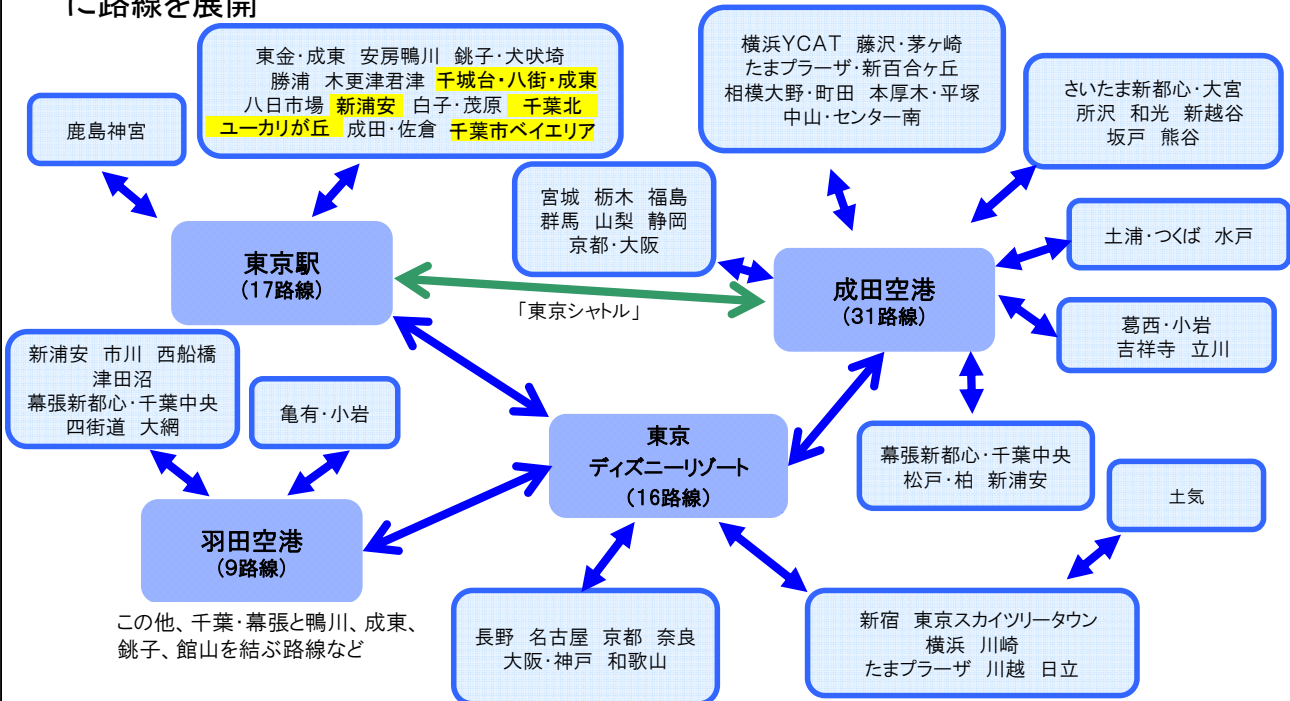 に路線を展開
東金・成東 安房鴨川 銚子・犬吠埼
勝浦 木更津君津 千城台・八街・成東
八日市場 新浦安 白子・茂原 千葉北
ユーカリが丘 成田・佐倉 千葉市ベイエリア
鹿島神宮
東京駅
(17路線)
横浜YCAT 藤沢・茅ヶ崎
たまプラーザ・新百合ヶ丘
相模大野・町田 本厚木・平塚
中山・センター南
さいたま新都心・大宮
所沢 和光 新越谷
坂戸 熊谷
宮城 栃木 福島
群馬 山梨 静岡
京都・大阪
土浦・つくば 水戸
成田空港
(31路線)
「東京シャトル」
葛西・小岩
吉祥寺 立川
新浦安 市川 西船橋
津田沼
幕張新都心・千葉中央
四街道 大網
亀有・小岩
東京
ディズニーリゾート
(16路線)
幕張新都心・千葉中央
松戸・柏 新浦安
土気
羽田空港
(9路線)
この他、千葉・幕張と鴨川、成東、
銚子、館山を結ぶ路線など
長野 名古屋 京都 奈良
大阪・神戸 和歌山
新宿 東京スカイツリータウン
横浜 川崎
たまプラーザ 川越 日立